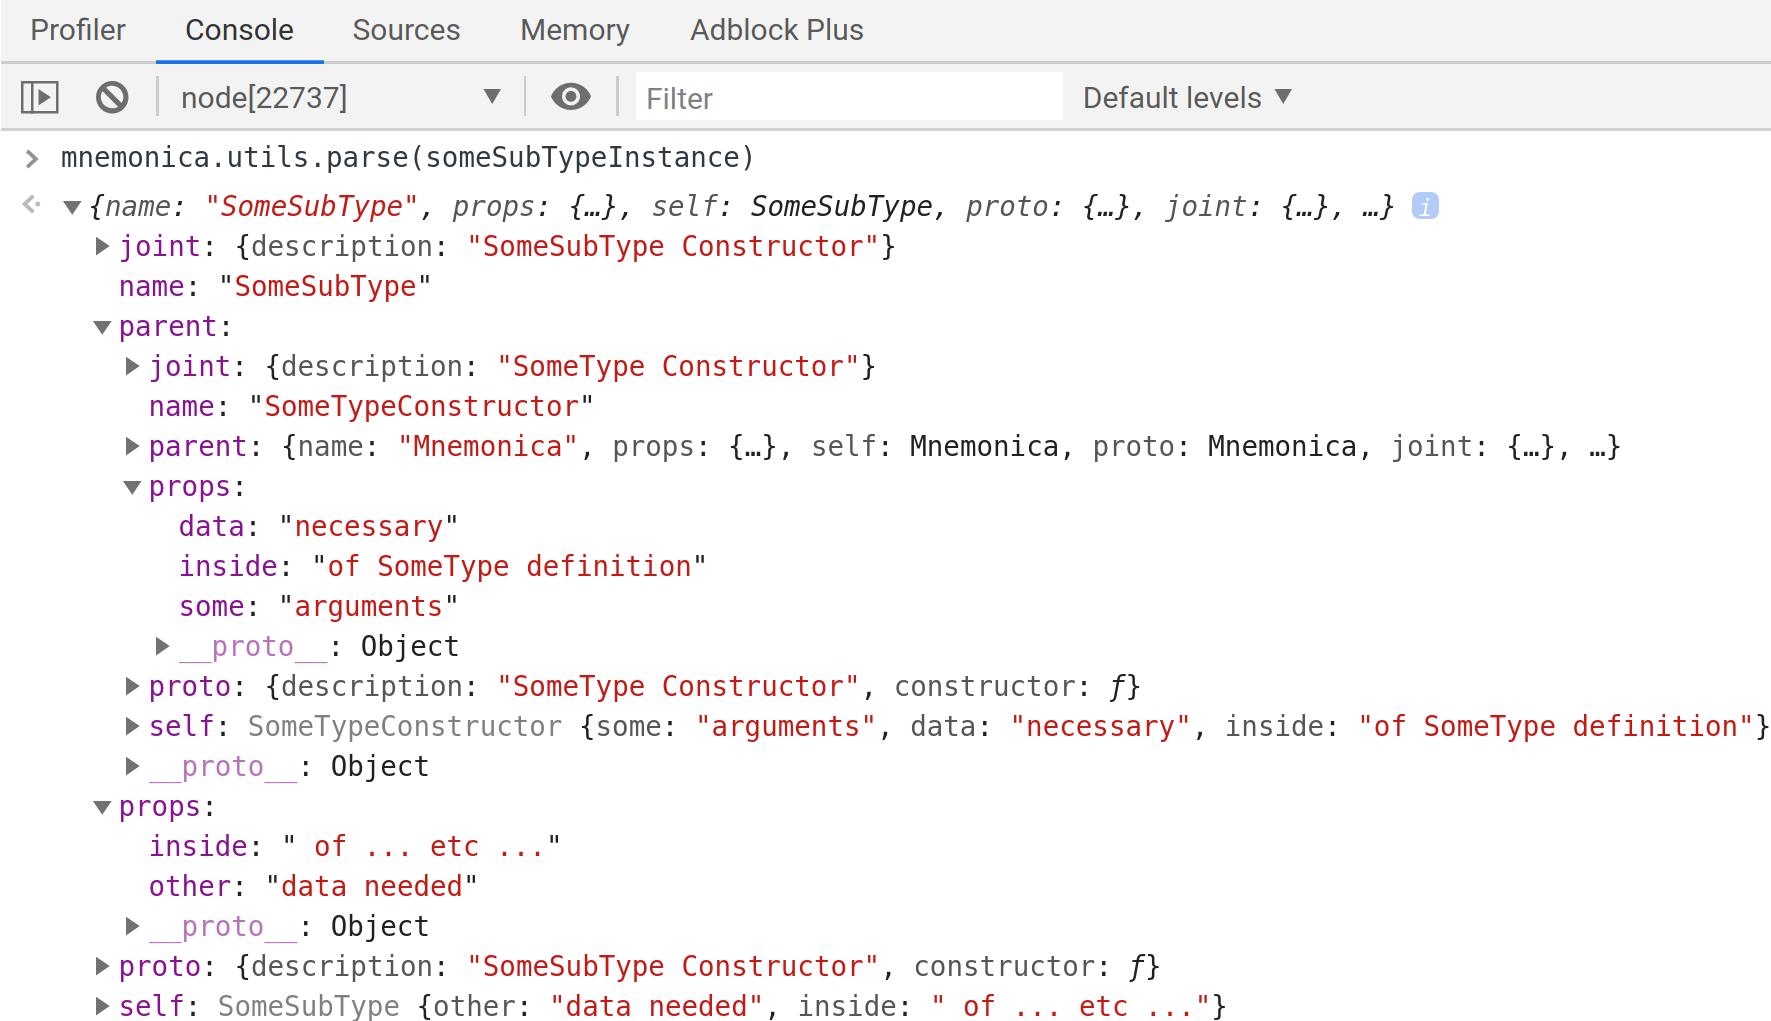 Profiler Console Sources Memory Adblock Plus
node[22737] Filter Default levels
mnemonica.utils.parse(someSubTypeInstance)
{name: "SomeSubType", props: {…}, self: SomeSubType, proto: {…}, joint: {…}, …} i
joint: {description: "SomeSubType Constructor"}
name: "SomeSubType"
parent:
joint: {description: "SomeType Constructor"}
name: "SomeTypeConstructor"
parent: {name: "Mnemonica", props: {…}, self: Mnemonica, proto: Mnemonica, joint: {…}, …}
props:
data: "necessary"
inside: "of SomeType definition"
some: "arguments"
__proto__: Object
proto: {description: "SomeType Constructor", constructor: ƒ}
self: SomeTypeConstructor {some: "arguments", data: "necessary", inside: "of SomeType definition"}
__proto__: Object
props:
inside: " of ... etc ..."
other: "data needed"
__proto__: Object
proto: {description: "SomeSubType Constructor", constructor: ƒ}
self: SomeSubType {other: "data needed", inside: " of ... etc ..."}